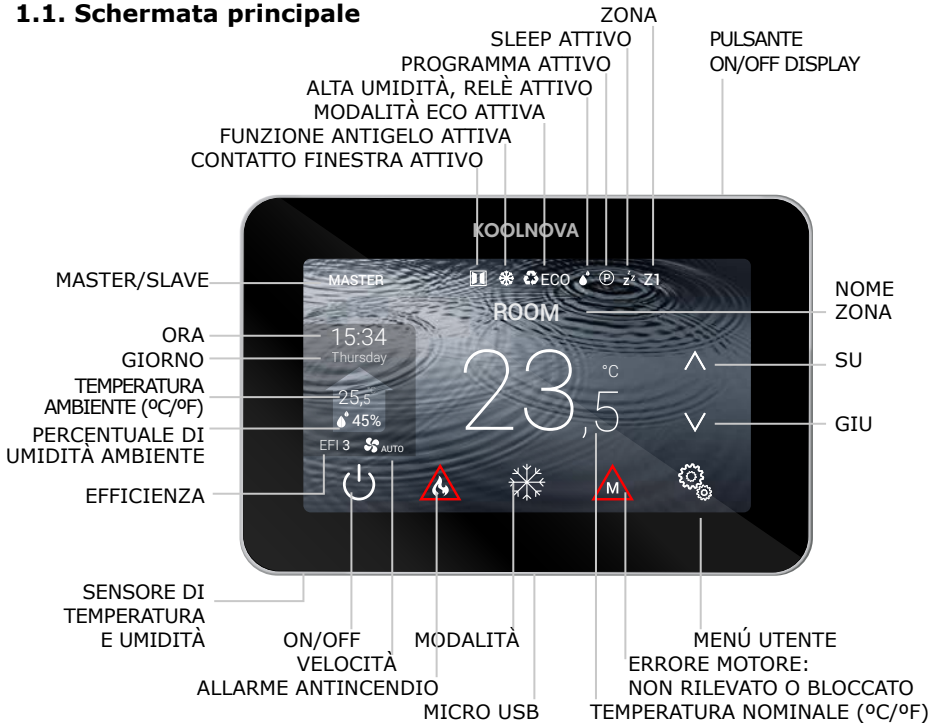 1.1. Schermata principale
ZONA
SLEEP ATTIVO
PULSANTE
ON/OFF DISPLAY
PROGRAMMA ATTIVO
ALTA UMIDITÀ, RELÈ ATTIVO
MODALITÀ ECO ATTIVA
FUNZIONE ANTIGELO ATTIVA
CONTATTO FINESTRA ATTIVO
KOOLNOVA
MASTER/SLAVE
MASTER
ECO P zzz Z1
ROOM
NOME
ZONA
ORA
15:34
GIORNO
Thursday
23,5 °C
SU
TEMPERATURA
AMBIENTE (ºC/ºF)
25,5
45%
GIU
PERCENTUALE DI
UMIDITÀ AMBIENTE
EFI 3 AUTO
EFFICIENZA
M
SENSORE DI
TEMPERATURA
E UMIDITÀ
ON/OFF
MODALITÀ
MENÚ UTENTE
VELOCITÀ
ERRORE MOTORE:
NON RILEVATO O BLOCCATO
ALLARME ANTINCENDIO
MICRO USB
TEMPERATURA NOMINALE (ºC/ºF)